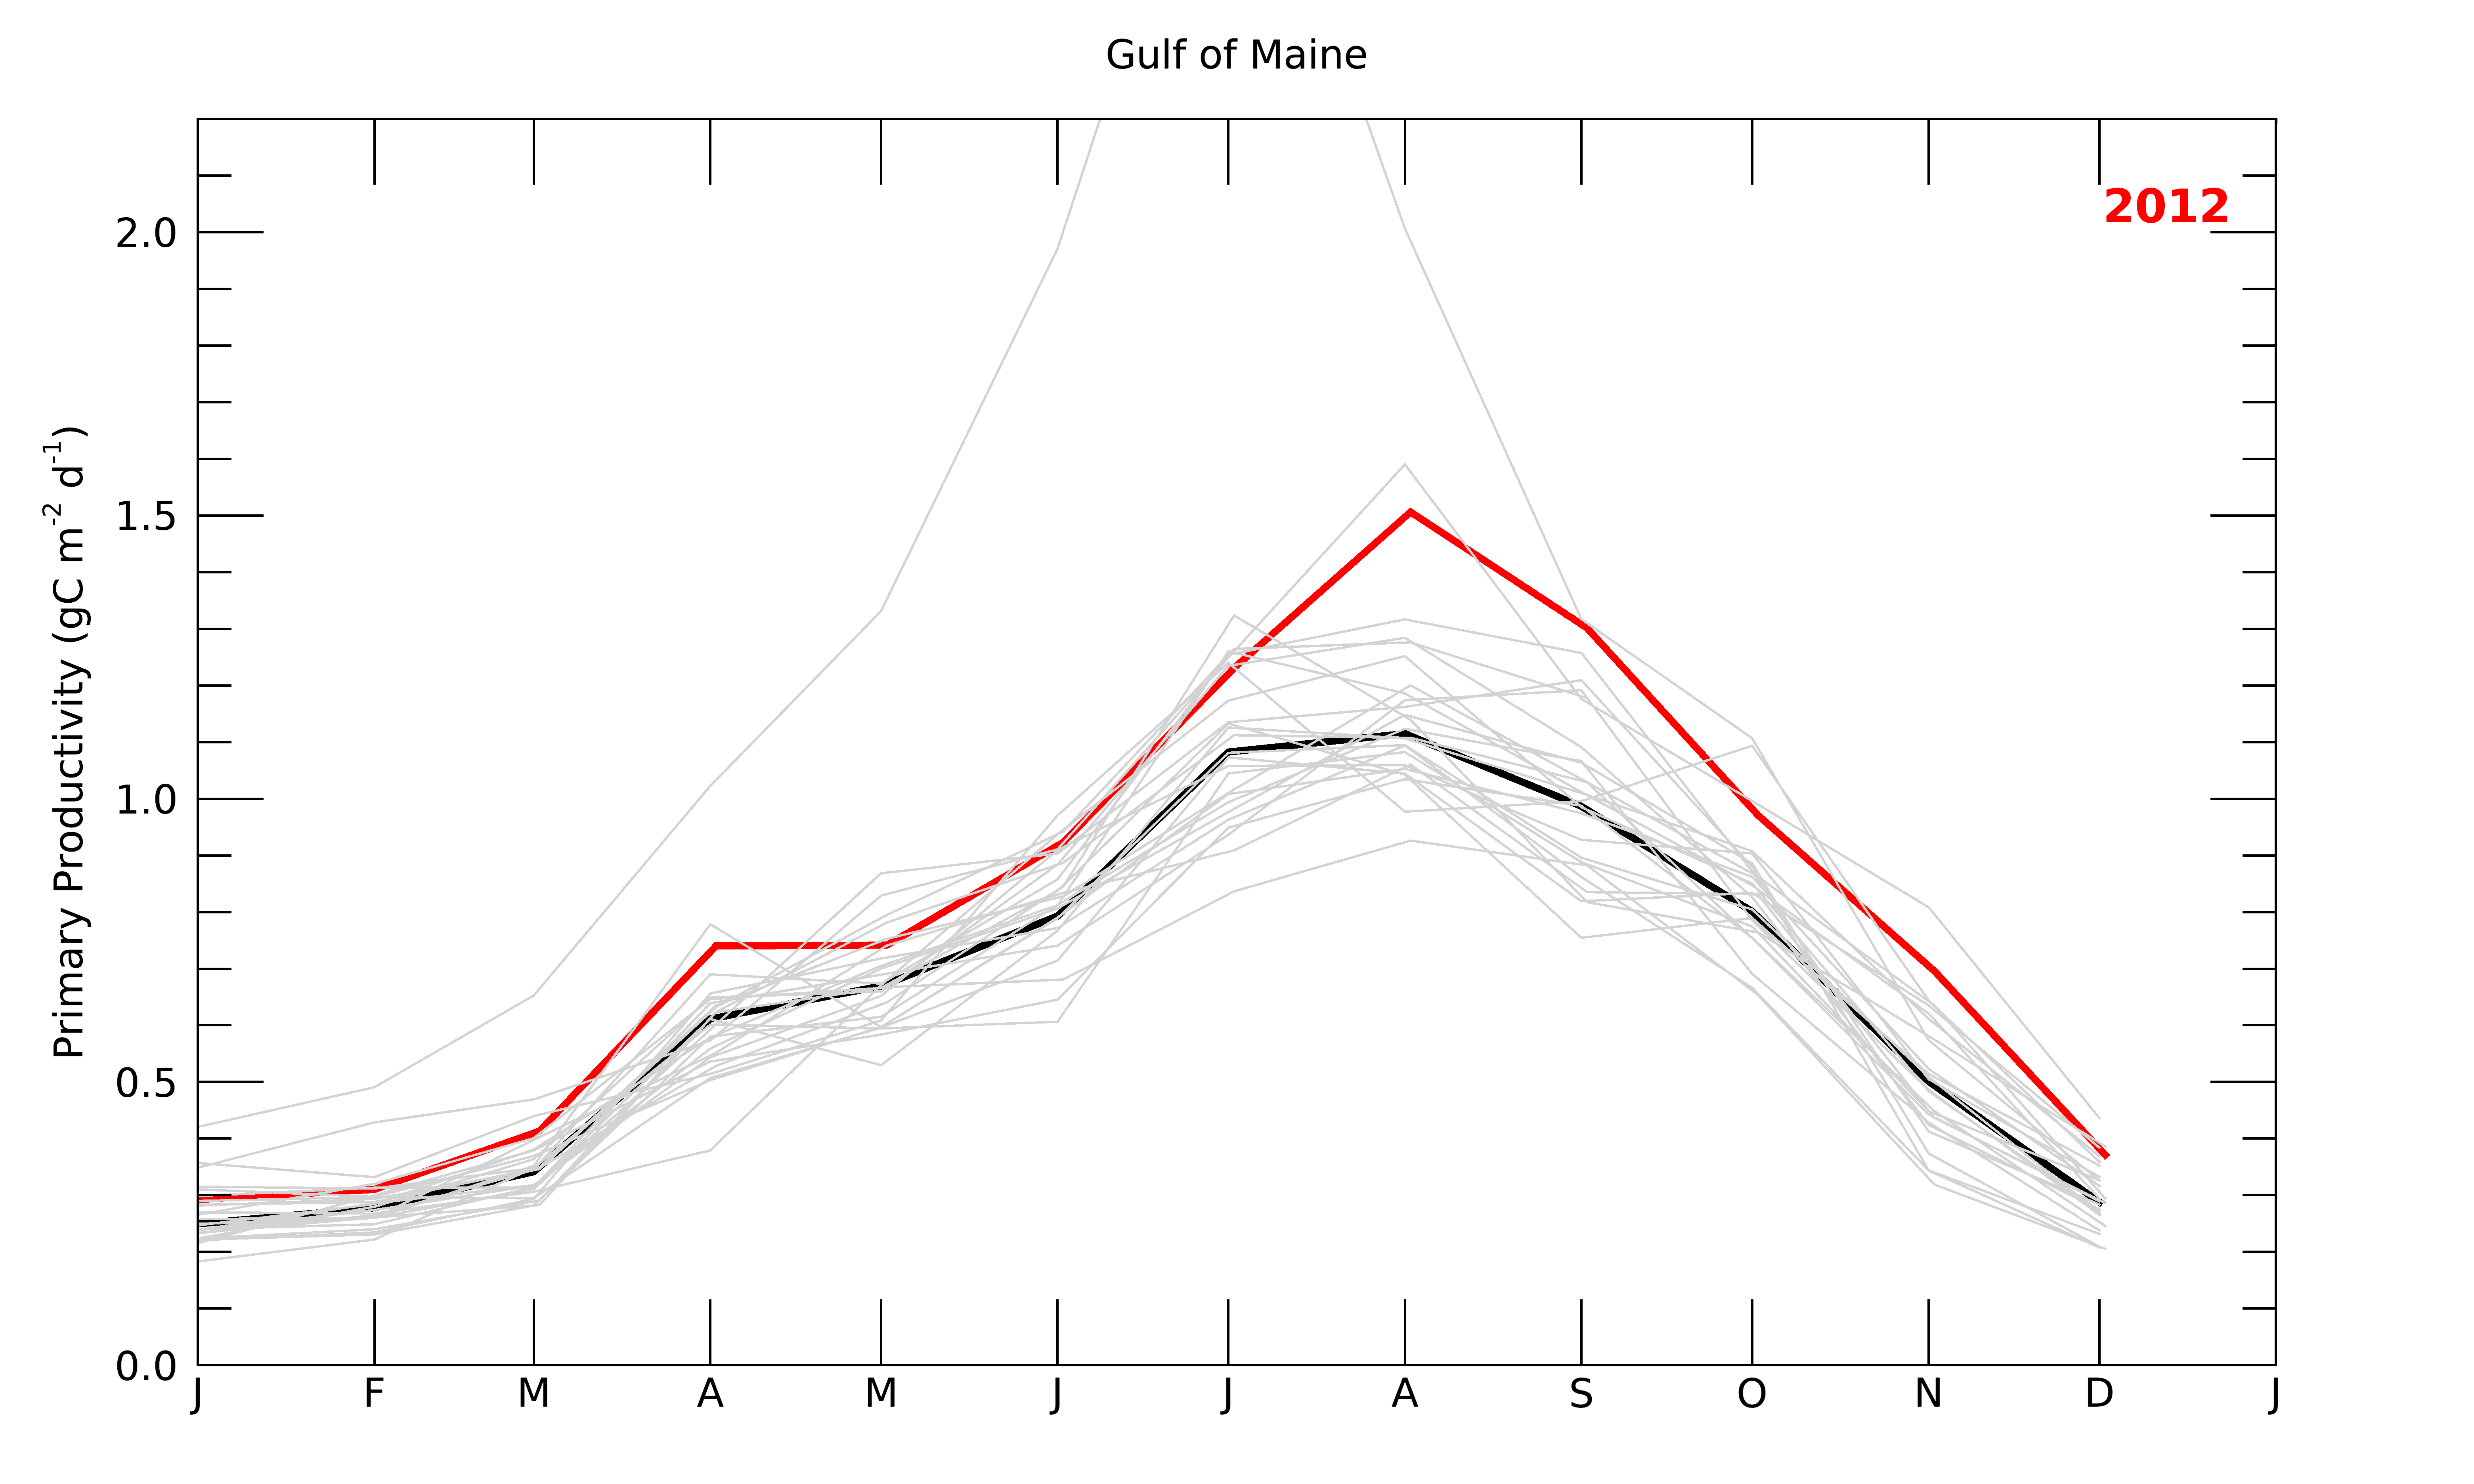 Gulf of Maine
2012
Primary Productivity (gC m-2 d-1)
2.0
1.5
1.0
0.5
0.0
J F M A M J J A S O N D J